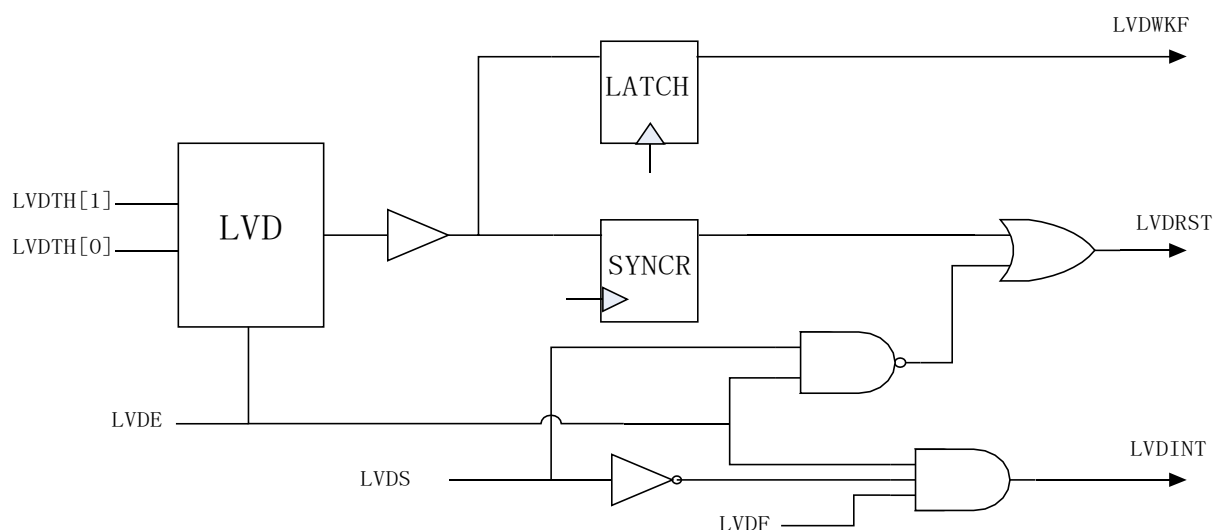 LVDWKF
LATCH
LVDTH[1]
LVD
LVDRST
LVDTH[0]
SYNCR
LVDE
LVDINT
LVDS
LVDF